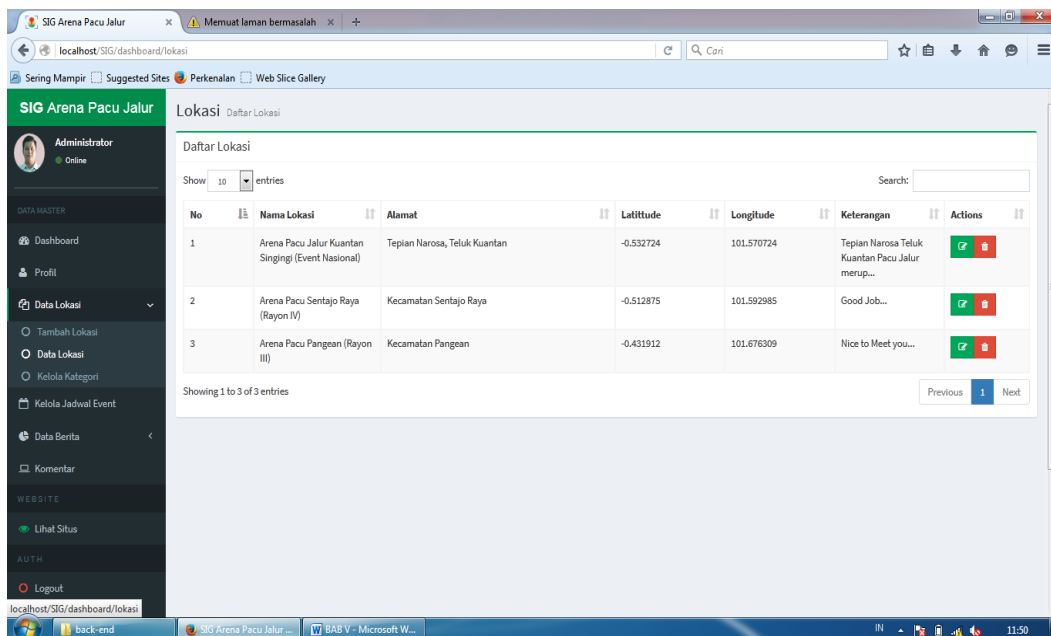 SIG Arena Pacu Jalur
Memuat laman bermasalah
localhost/SIG/dashboard/lokasi
Cari
Sering Mampir Suggested Sites Perkenalan Web Slice Gallery
SIG Arena Pacu Jalur
Administrator
Online
DATA MASTER
Dashboard
Profil
Data Lokasi
Tambah Lokasi
Data Lokasi
Kelola Kategori
Kelola Jadwal Event
Data Berita
Komentar
WEBSITE
Lihat Situs
AUTH
Logout
localhost/SIG/dashboard/lokasi
Lokasi Daftar Lokasi
Daftar Lokasi
Show 10 entries
Search:
No Nama Lokasi Alamat Latittude Longitude Keterangan Actions
1 Arena Pacu Jalur Kuantan Tepian Narosa, Teluk Kuantan -0.532724 101.570724 Tepian Narosa Teluk
Singingi (Event Nasional) Kuantan Pacu Jalur
merup...
2 Arena Pacu Sentajo Raya Kecamatan Sentajo Raya -0.512875 101.592985 Good Job...
(Rayon IV)
3 Arena Pacu Pangean (Rayon Kecamatan Pangean -0.431912 101.676309 Nice to Meet you...
III)
Showing 1 to 3 of 3 entries
Previous 1 Next
back-end
SIG Arena Pacu Jalur ...
BAB V - Microsoft W...
IN
11:50